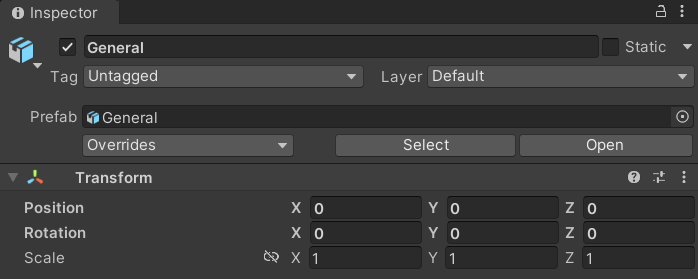 Inspector
General Static
Tag Untagged Layer Default
Prefab General
Overrides Select Open
Transform
Position X 0 Y 0 Z 0
Rotation X 0 Y 0 Z 0
Scale X 1 Y 1 Z 1